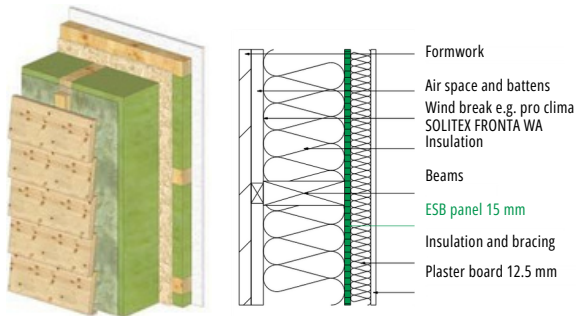 Formwork
Air space and battens
Wind break e.g. pro clima
SOLITEX FRONTA WA
Insulation
Beams
ESB panel 15 mm
Insulation and bracing
Plaster board 12.5 mm